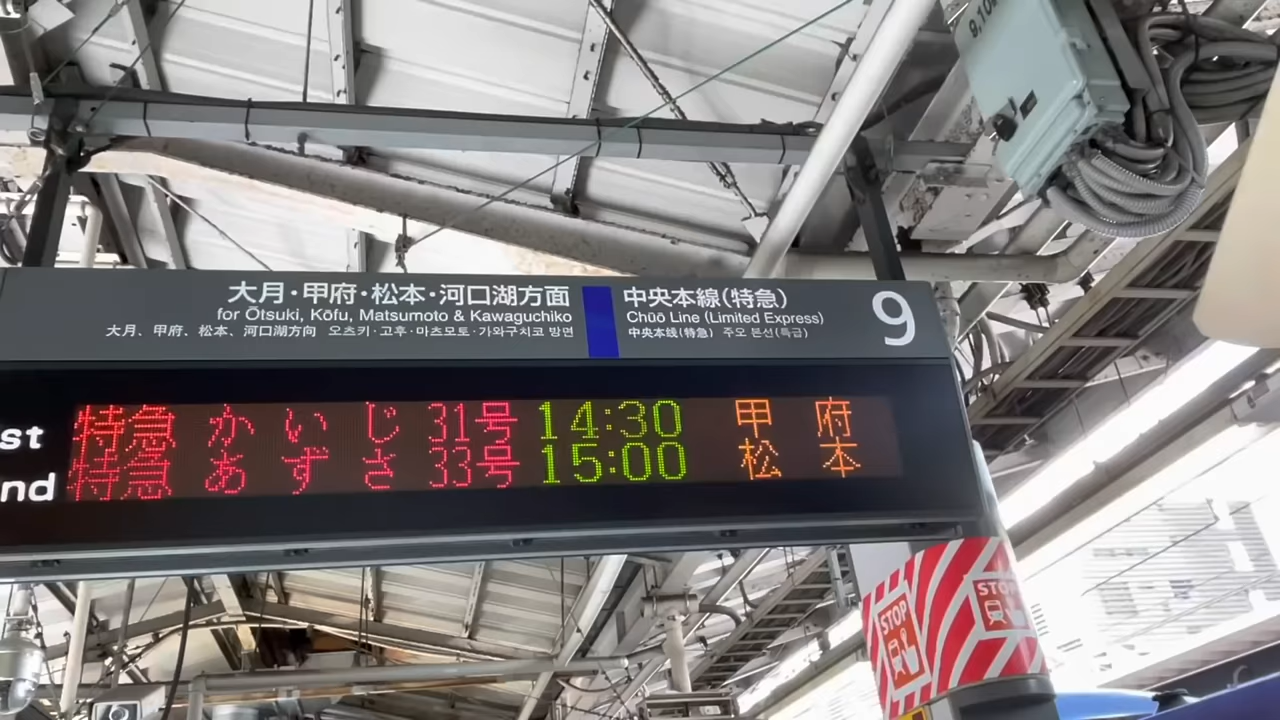 9,10
大月・甲府・松本・河口湖方面
for Ōtsuki, Kōfu, Matsumoto & Kawaguchiko
大月、甲府、松本、河口湖方向 오츠키·고후·마츠모토·가와구치코 방면
中央本線(特急)
Chūō Line (Limited Express)
中央本线(特急) 주오 본선(특급)
9
st 特急 かいじ 31号 14:30 甲府
nd 特急 あずさ 33号 15:00 松本
STOP
STOP